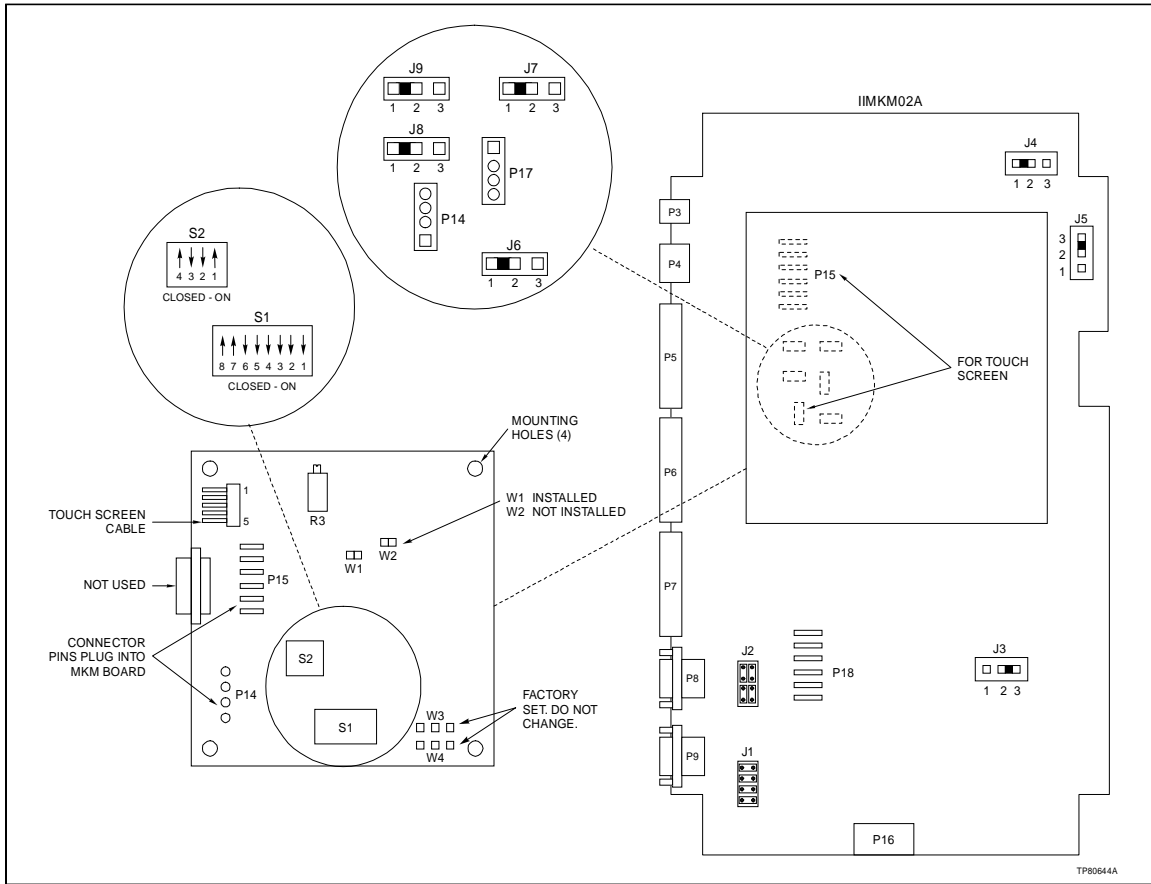 J9
1 2 3
J7
1 2 3
J8
1 2 3
P17
P14
J6
1 2 3
S2
4 3 2 1
CLOSED - ON
S1
8 7 6 5 4 3 2 1
CLOSED - ON
IIMKM02A
J4
1 2 3
J5
3
2
1
P3
P4
P5
P6
P7
P8
P9
P15
FOR TOUCH
SCREEN
J2
P18
J3
1 2 3
J1
P16
MOUNTING
HOLES (4)
W1 INSTALLED
W2 NOT INSTALLED
1
5
R3
TOUCH SCREEN
CABLE
W2
W1
NOT USED
P15
CONNECTOR
PINS PLUG INTO
MKM BOARD
P14
S2
S1
FACTORY
SET. DO NOT
CHANGE.
W3
W4
TP80644A